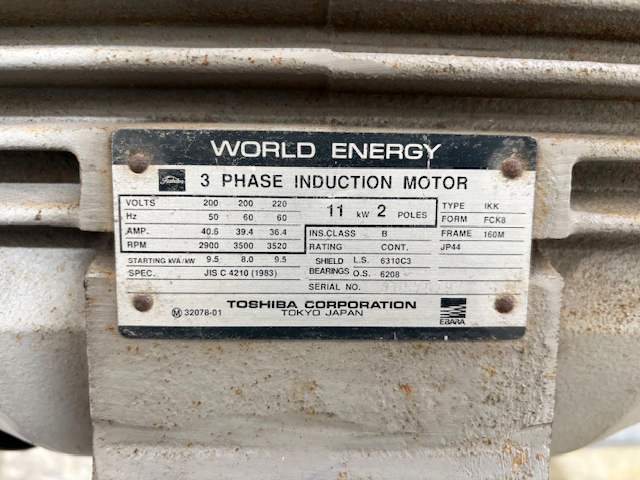 WORLD ENERGY
Toshiba 3 PHASE INDUCTION MOTOR
VOLTS 200 200 220
Hz 50 60 60
AMP. 40.6 39.4 36.4
RPM 2900 3500 3520
STARTING kVA/kW 9.5 8.0 9.5
SPEC. JIS C 4210 (1983)
11 kW 2 POLES
INS.CLASS B
RATING CONT.
SHIELD BEARINGS L.S. 6310C3
O.S. 6208
SERIAL NO.
TYPE IKK
FORM FCK8
FRAME 160M
JP44
M 32078-01
TOSHIBA CORPORATION
TOKYO JAPAN
EBARA